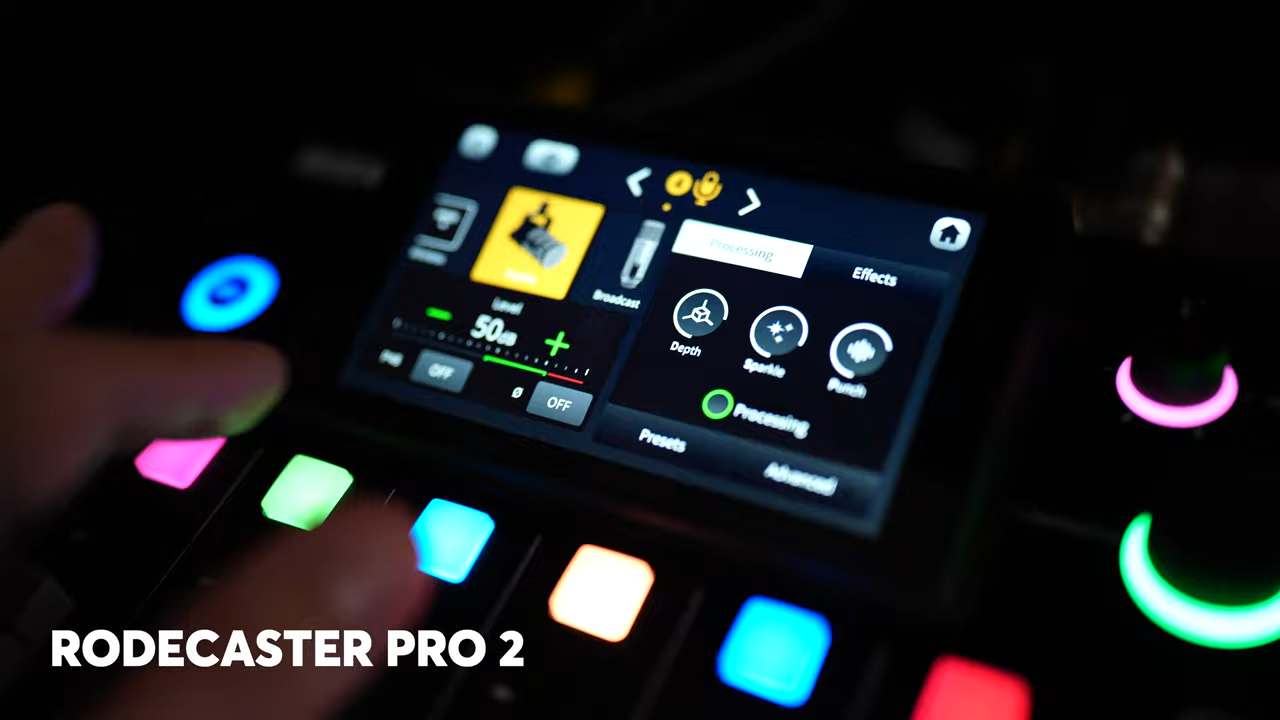 Processing
Effects
Broadcast
Level
50dB
Depth
Sparkle
Punch
OFF
Ø OFF
Processing
Presets
Advanced
RODECASTER PRO 2